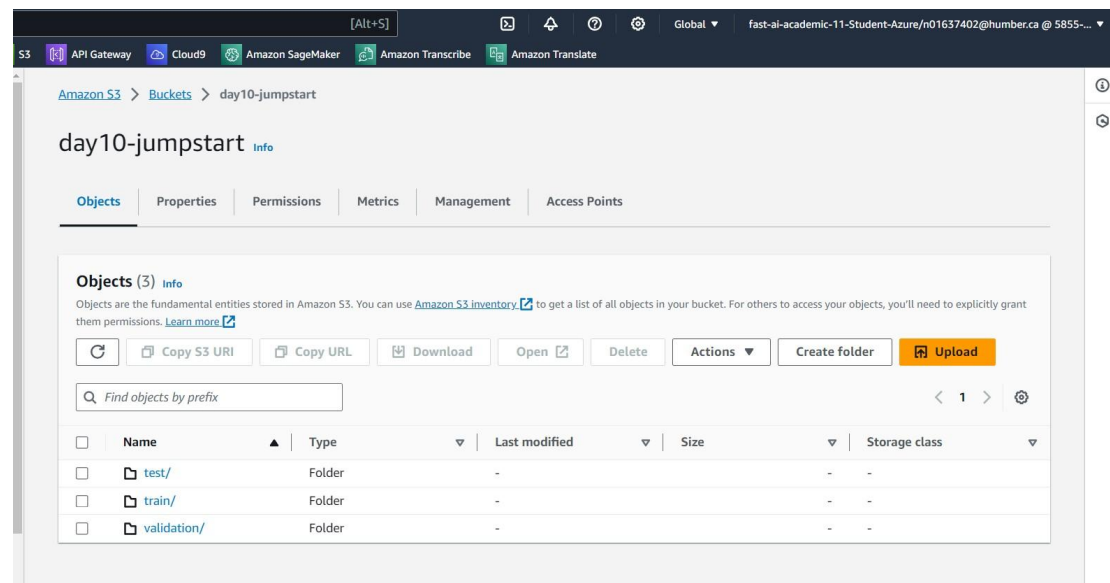 [Alt+S] Global ▼ fast-ai-academic-11-Student-Azure/n01637402@humber.ca @ 5855-... ▼
S3 API Gateway Cloud9 Amazon SageMaker Amazon Transcribe Amazon Translate
Amazon S3 > Buckets > day10-jumpstart
day10-jumpstart Info
Objects Properties Permissions Metrics Management Access Points
Objects (3) Info
Objects are the fundamental entities stored in Amazon S3. You can use Amazon S3 inventory to get a list of all objects in your bucket. For others to access your objects, you'll need to explicitly grant
them permissions. Learn more
Copy S3 URI Copy URL Download Open Delete Actions ▼ Create folder Upload
Find objects by prefix < 1 >
Name ▲ Type ▽ Last modified ▽ Size ▽ Storage class ▽
test/ Folder - - -
train/ Folder - - -
validation/ Folder - - -